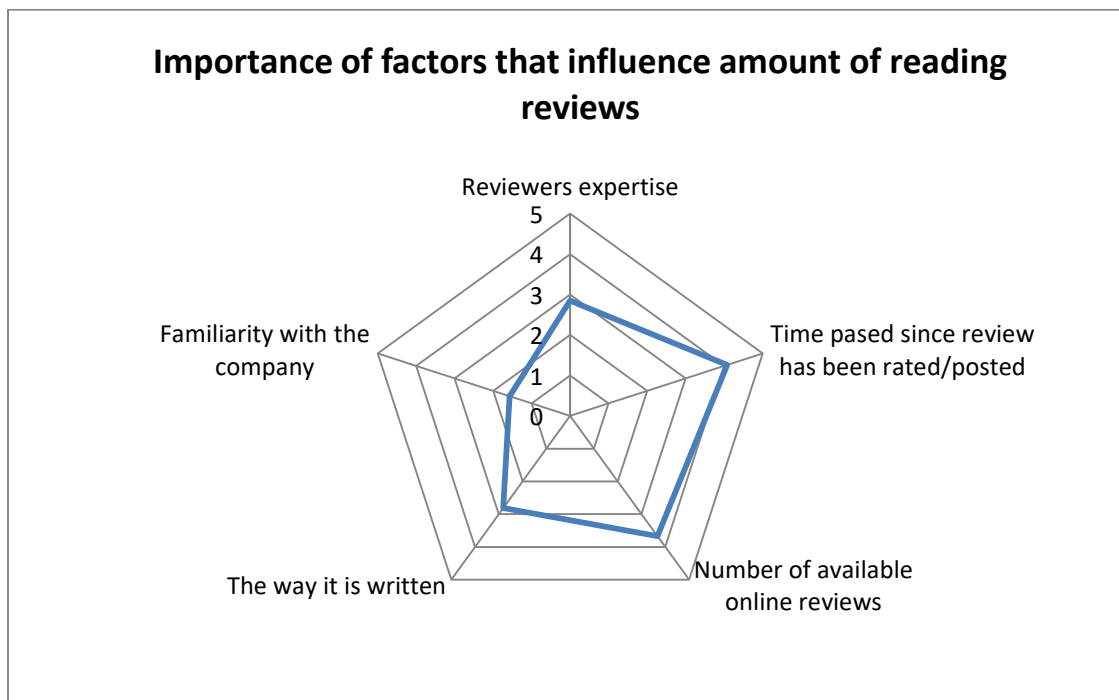 Importance of factors that influence amount of reading
reviews
Reviewers expertise
5
4
3
2
1
0
Time pased since review
has been rated/posted
Number of available
online reviews
The way it is written
Familiarity with the
company